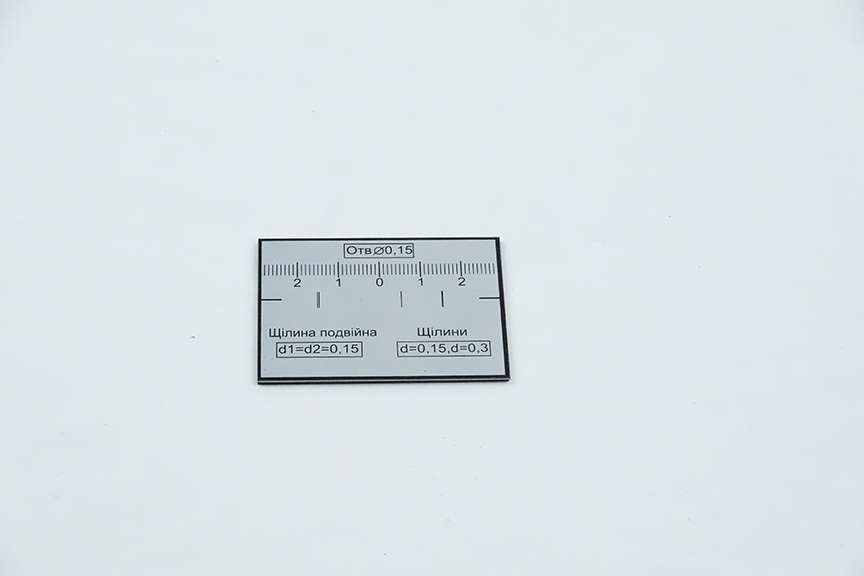 Отв⌀0,15
2 1 0 1 2
Щілина подвійна
d1=d2=0,15
Щілини
d=0,15,d=0,3